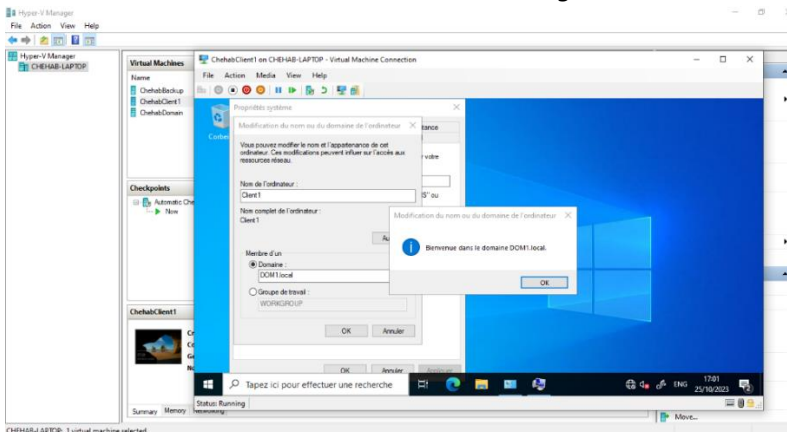 Hyper-V Manager
File Action View Help
Hyper-V Manager
CHEHAB-LAPTOP
Virtual Machines
Name
ChehabBackup
ChehabClient1
ChehabDomain
Checkpoints
Automatic Che
Now
ChehabClient1
Summary Memory Networking
CHEHAB-LAPTOP: 1 virtual machine selected.
ChehabClient1 on CHEHAB-LAPTOP - Virtual Machine Connection
File Action Media View Help
Corbei
Propriétés système
tance
votre
S" ou
Modification du nom ou du domaine de l'ordinateur
Vous pouvez modifier le nom et l'appartenance de cet
ordinateur. Ces modifications peuvent influer sur l'accès aux
ressources réseau.
Nom de l'ordinateur :
Client1
Nom complet de l'ordinateur :
Client1
Au
Membre d'un
Domaine :
DOM1.local
Groupe de travail :
WORKGROUP
OK Annuler
OK Annuler Appliquer
Modification du nom ou du domaine de l'ordinateur
Bienvenue dans le domaine DOM1.local.
OK
Tapez ici pour effectuer une recherche
ENG
17:01
25/10/2023
Status: Running
Move...